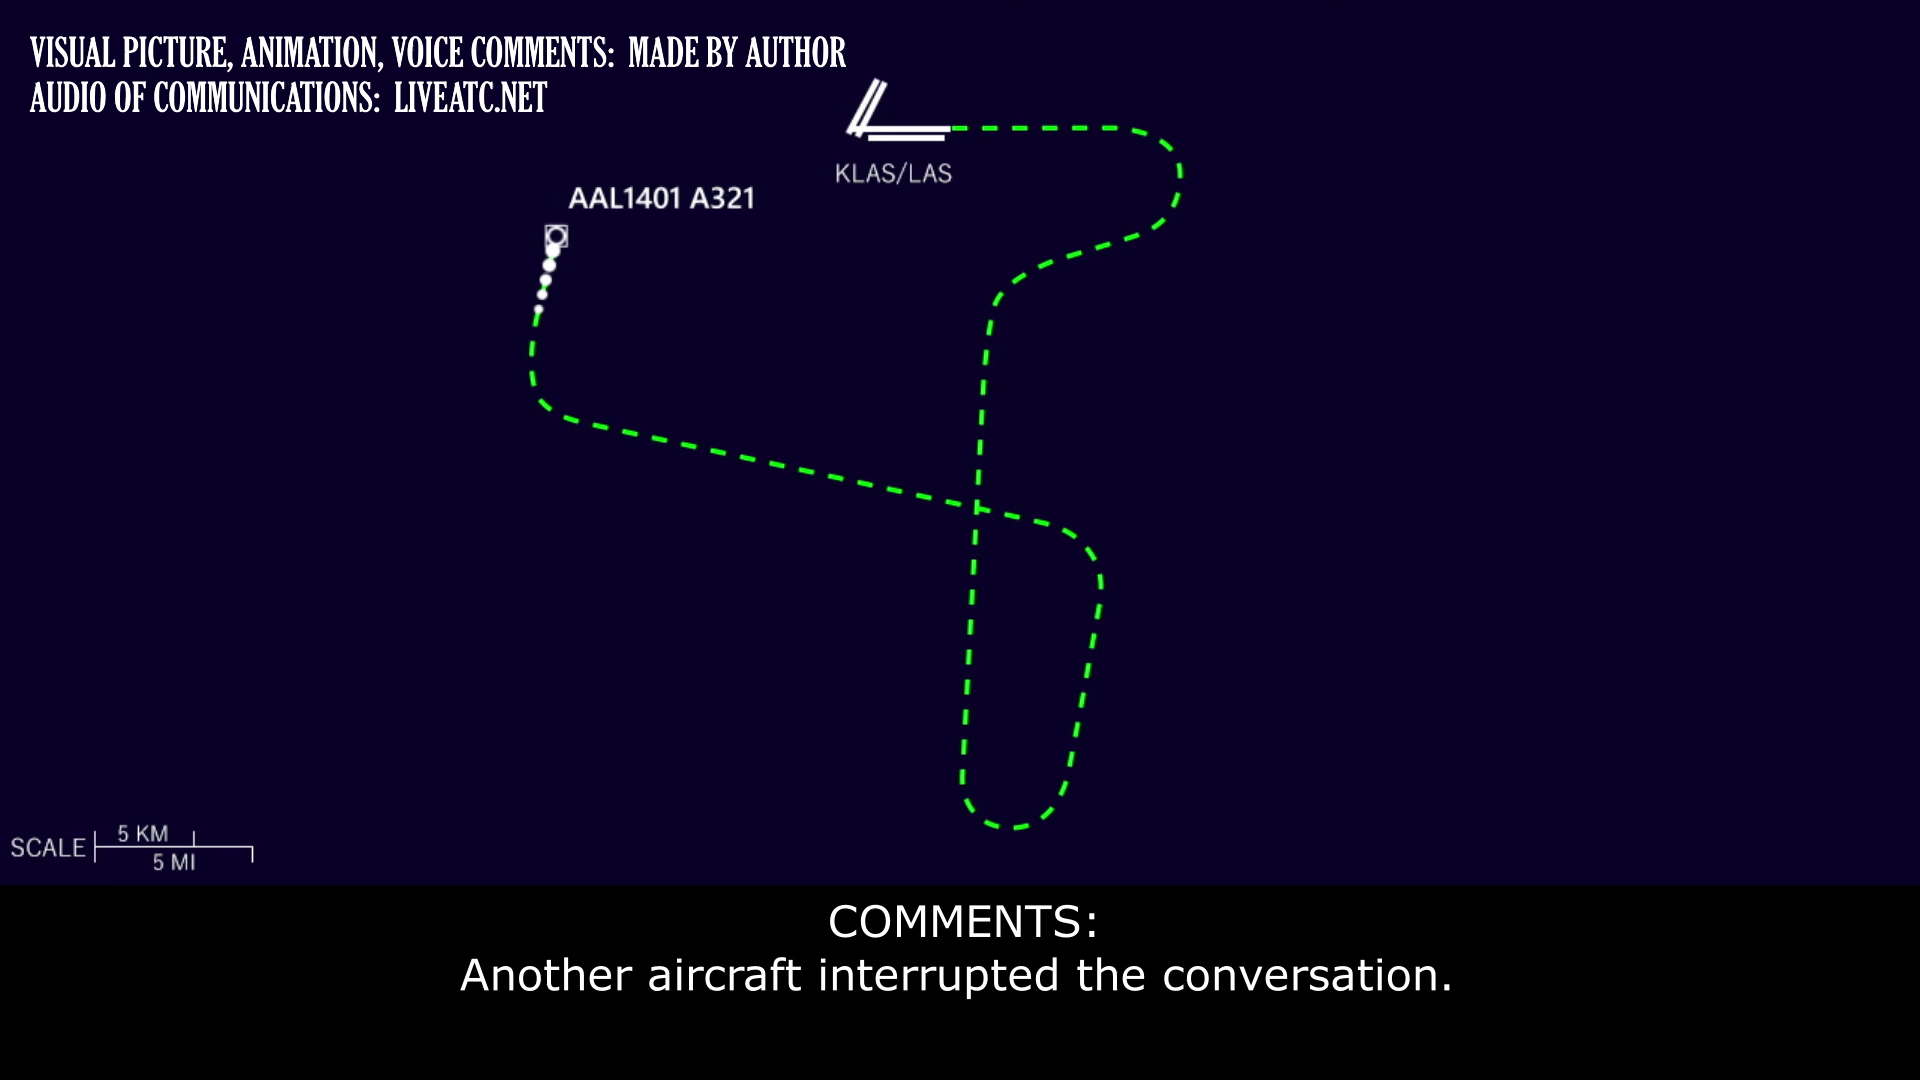 VISUAL PICTURE, ANIMATION, VOICE COMMENTS: MADE BY AUTHOR
AUDIO OF COMMUNICATIONS: LIVEATC.NET
KLAS/LAS
AAL1401 A321
5 KM
SCALE
5 MI
COMMENTS:
Another aircraft interrupted the conversation.